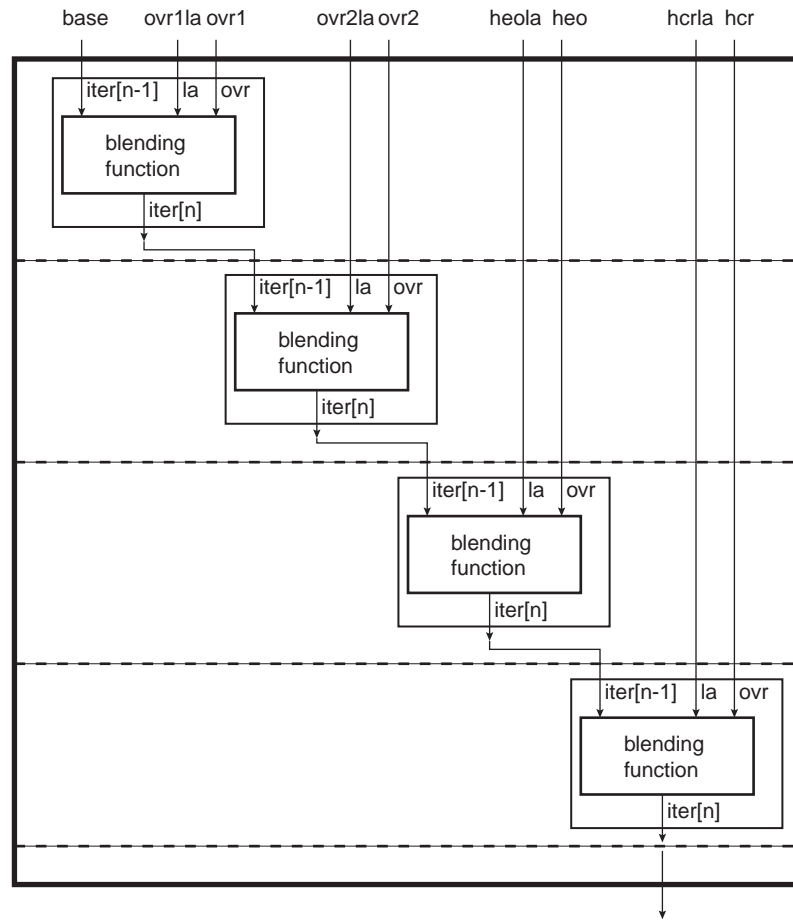 base ovr1la ovr1 ovr2la ovr2 heola heo hcrla hcr
iter[n-1] la ovr
blending
function
iter[n]
iter[n-1] la ovr
blending
function
iter[n]
iter[n-1] la ovr
blending
function
iter[n]
iter[n-1] la ovr
blending
function
iter[n]